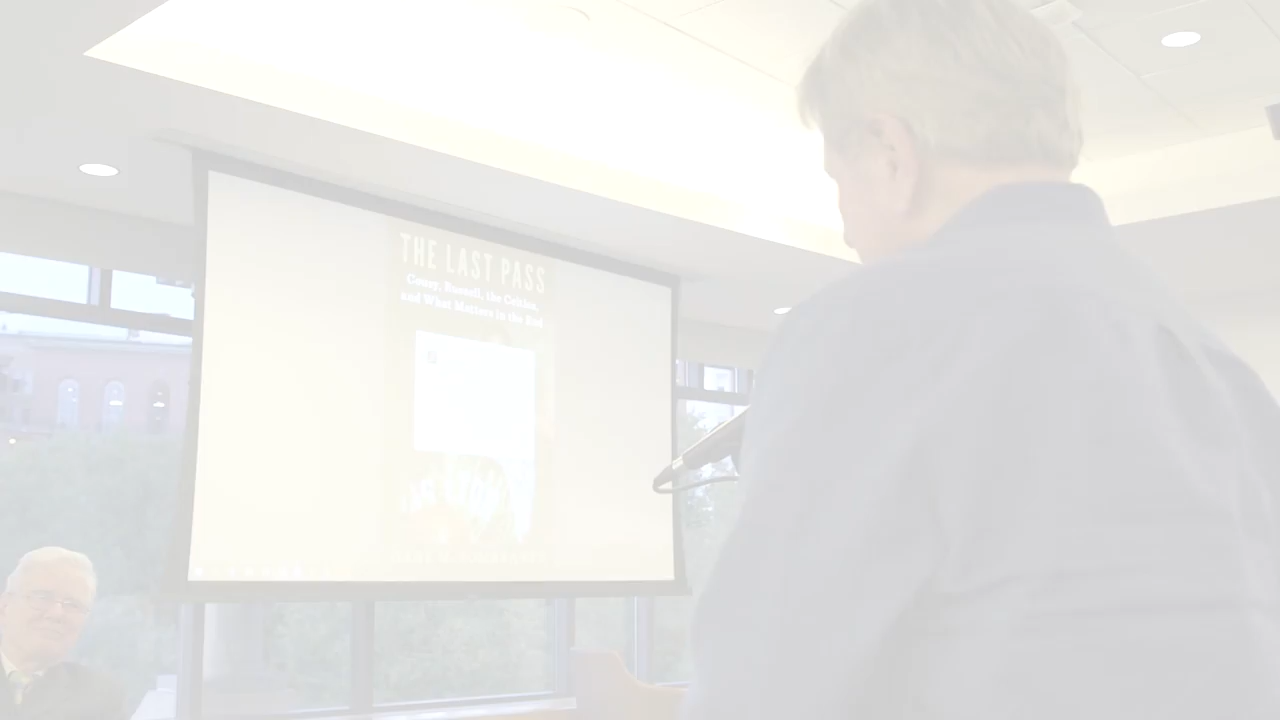 THE LAST PASS
Cousy, Russell, the Celtics,
and What Matters in the End